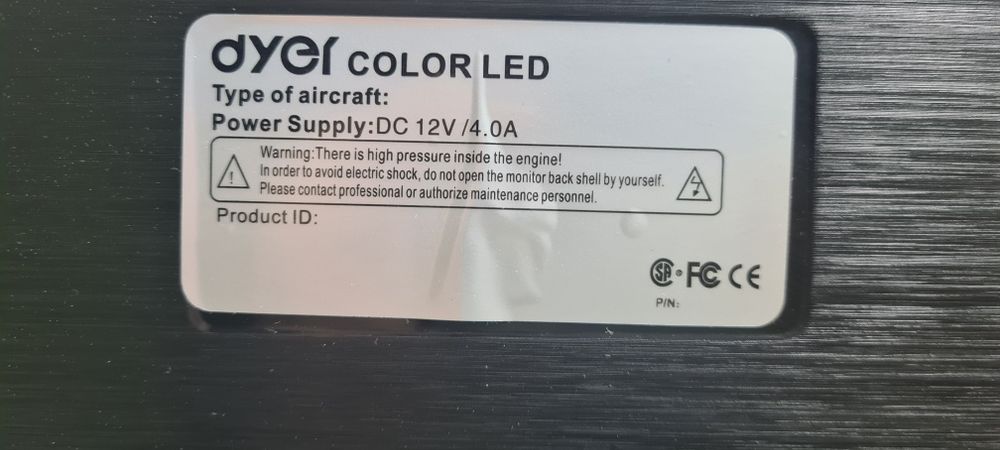 dyer COLOR LED
Type of aircraft:
Power Supply:DC 12V /4.0A
Warning:There is high pressure inside the engine!
In order to avoid electric shock, do not open the monitor back shell by yourself.
Please contact professional or authorize maintenance personnel.
Product ID:
SA FC CE
P/N: